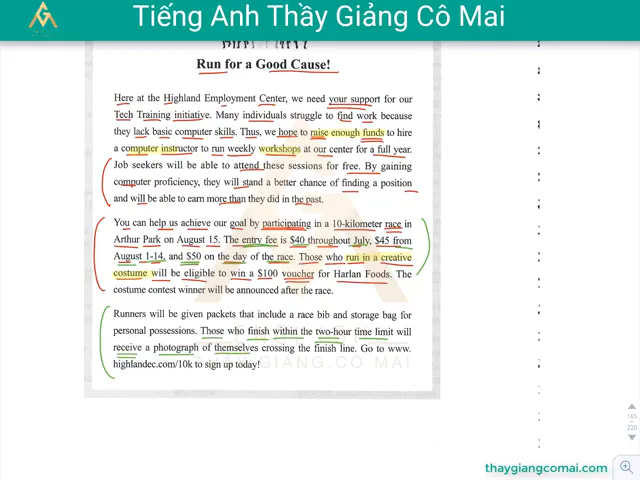 Tiếng Anh Thầy Giảng Cô Mai
Run for a Good Cause!
Here at the Highland Employment Center, we need your support for our
Tech Training initiative. Many individuals struggle to find work because
they lack basic computer skills. Thus, we hope to raise enough funds to hire
a computer instructor to run weekly workshops at our center for a full year.
Job seekers will be able to attend these sessions for free. By gaining
computer proficiency, they will stand a better chance of finding a position
and will be able to earn more than they did in the past.
You can help us achieve our goal by participating in a 10-kilometer race in
Arthur Park on August 15. The entry fee is $40 throughout July, $45 from
August 1-14, and $50 on the day of the race. Those who run in a creative
costume will be eligible to win a $100 voucher for Harlan Foods. The
costume contest winner will be announced after the race.
Runners will be given packets that include a race bib and storage bag for
personal possessions. Those who finish within the two-hour time limit will
receive a photograph of themselves crossing the finish line. Go to www.
highlandec.com/10k to sign up today!
THAY GIANG CO MAI
165
220
thaygiangcomai.com